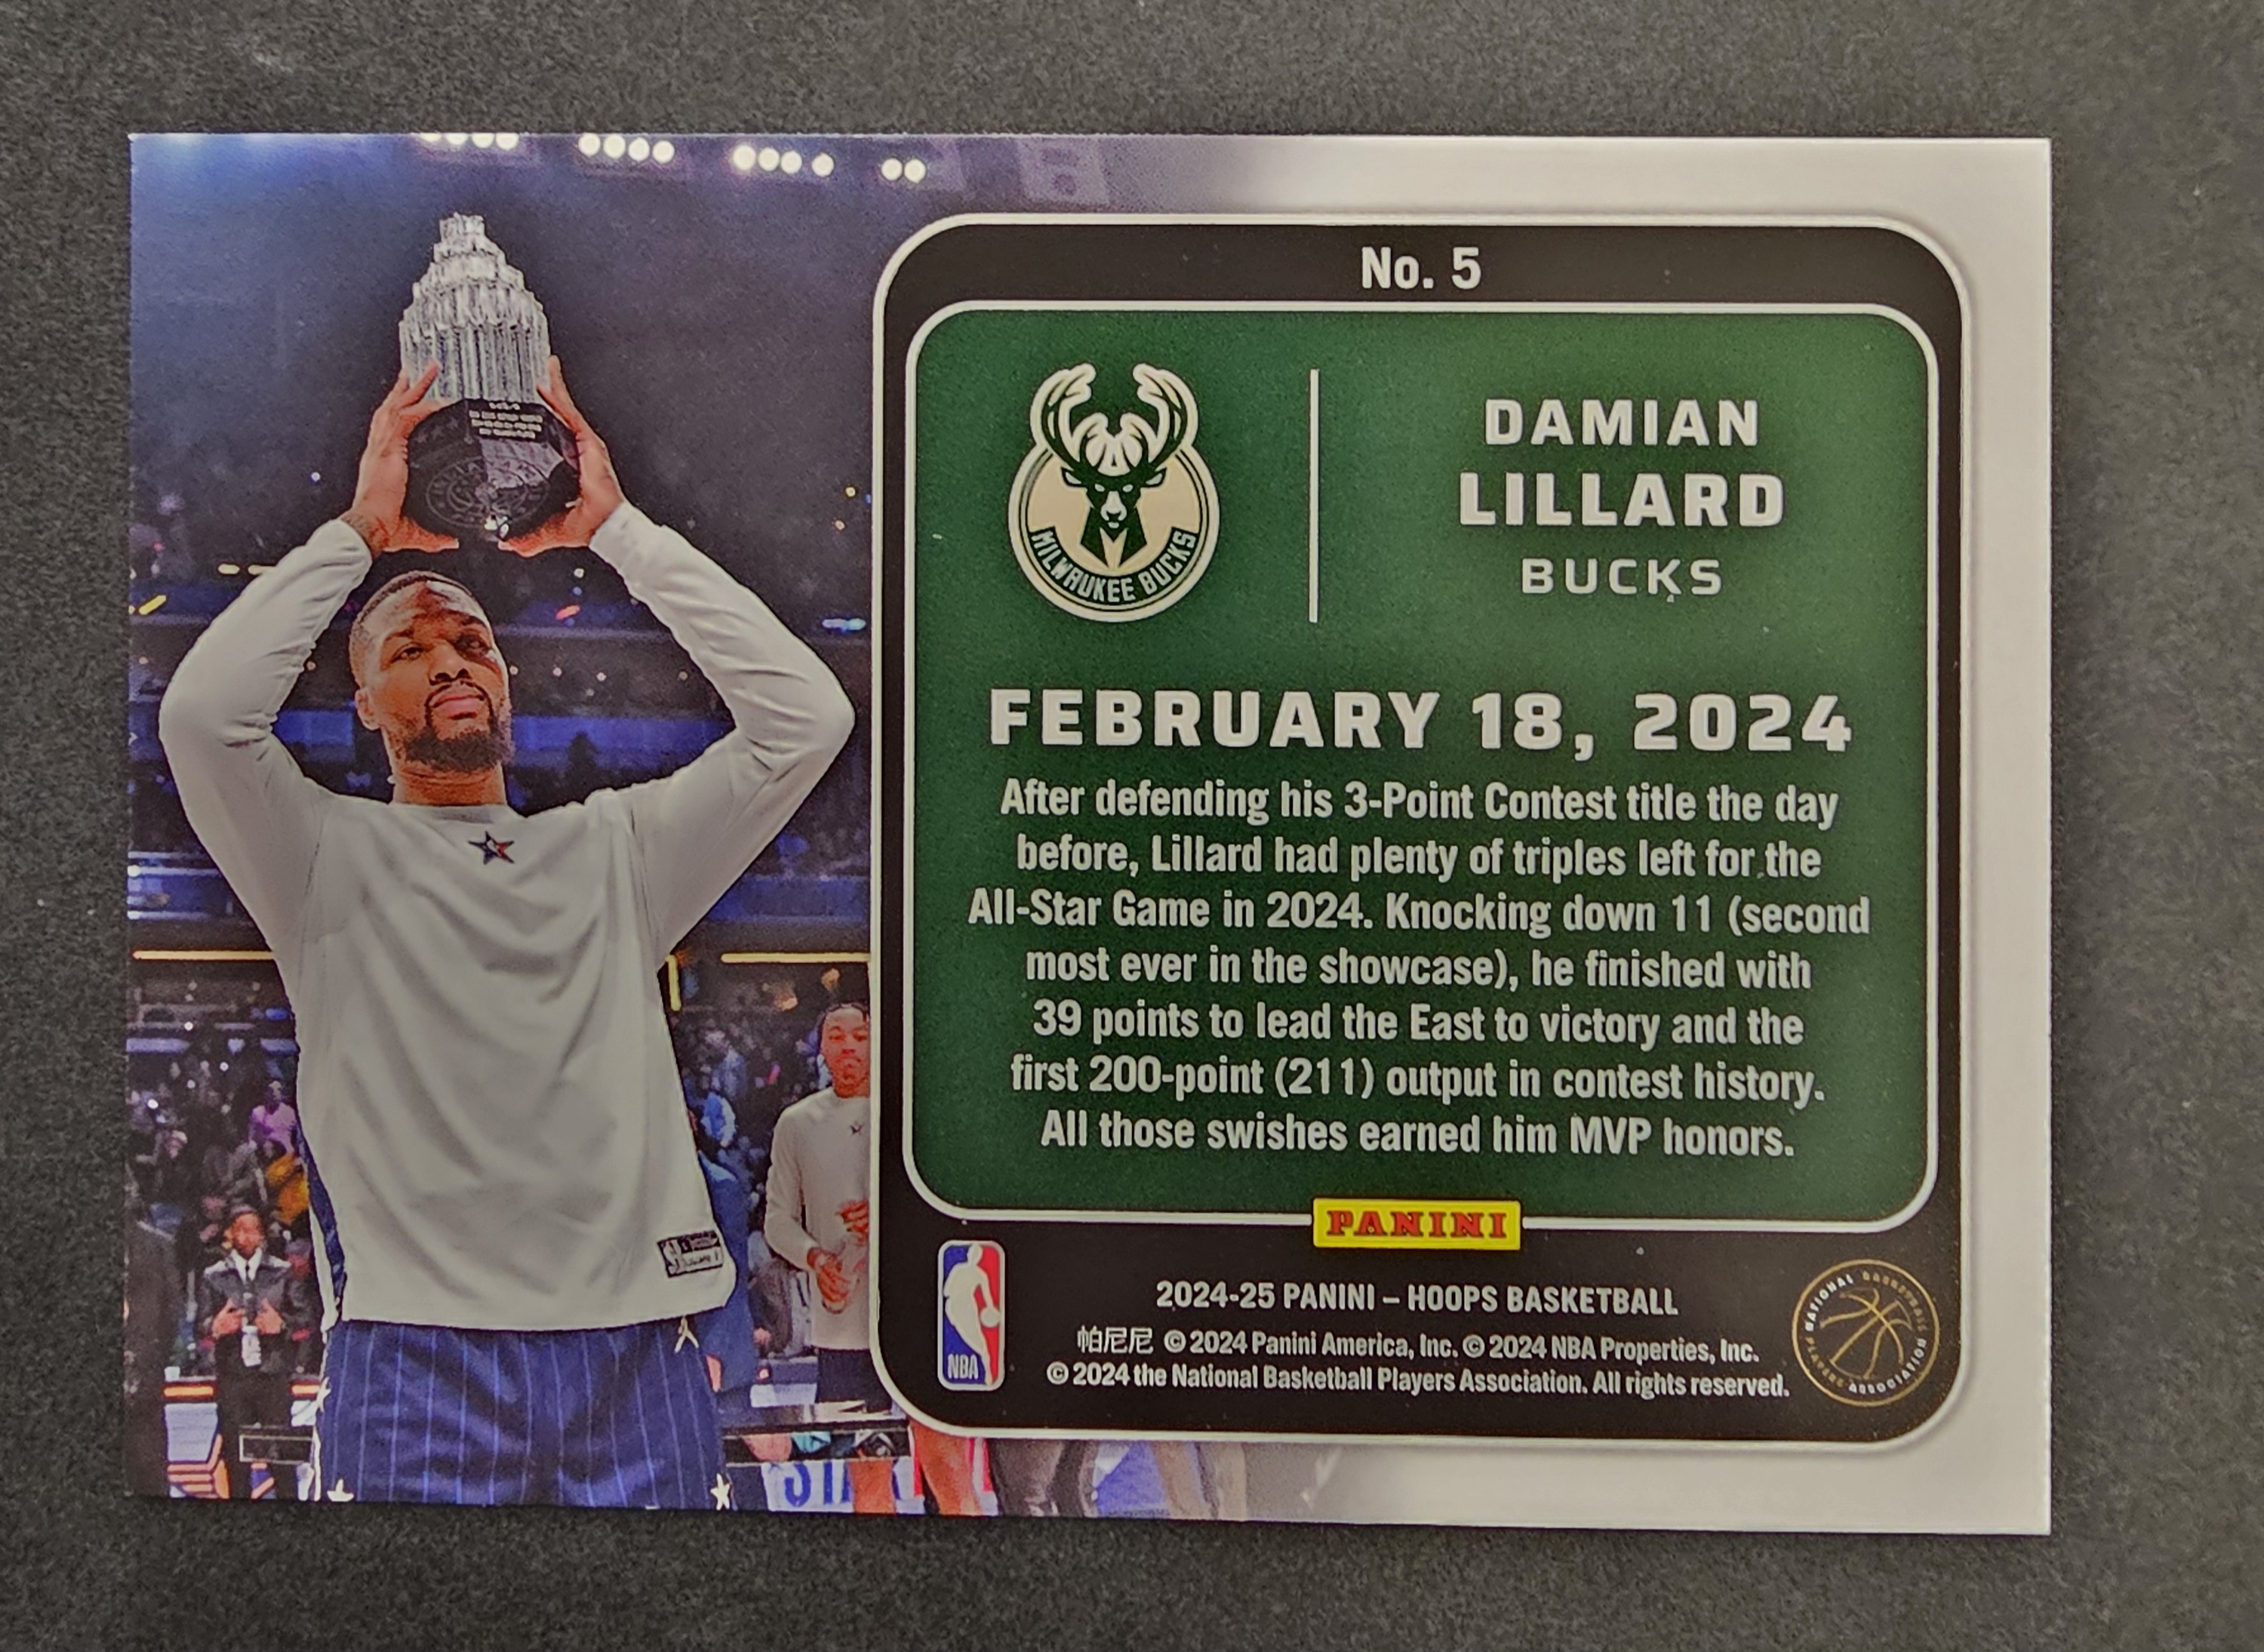 No. 5
MILWAUKEE BUCKS
DAMIAN
LILLARD
BUCKS
FEBRUARY 18, 2024
After defending his 3-Point Contest title the day
before, Lillard had plenty of triples left for the
All-Star Game in 2024. Knocking down 11 (second
most ever in the showcase), he finished with
39 points to lead the East to victory and the
first 200-point (211) output in contest history.
All those swishes earned him MVP honors.
PANINI
NBA
2024-25 PANINI – HOOPS BASKETBALL
帕尼尼 © 2024 Panini America, Inc. © 2024 NBA Properties, Inc.
© 2024 the National Basketball Players Association. All rights reserved.
NATIONAL BASKETBALL PLAYERS ASSOCIATION